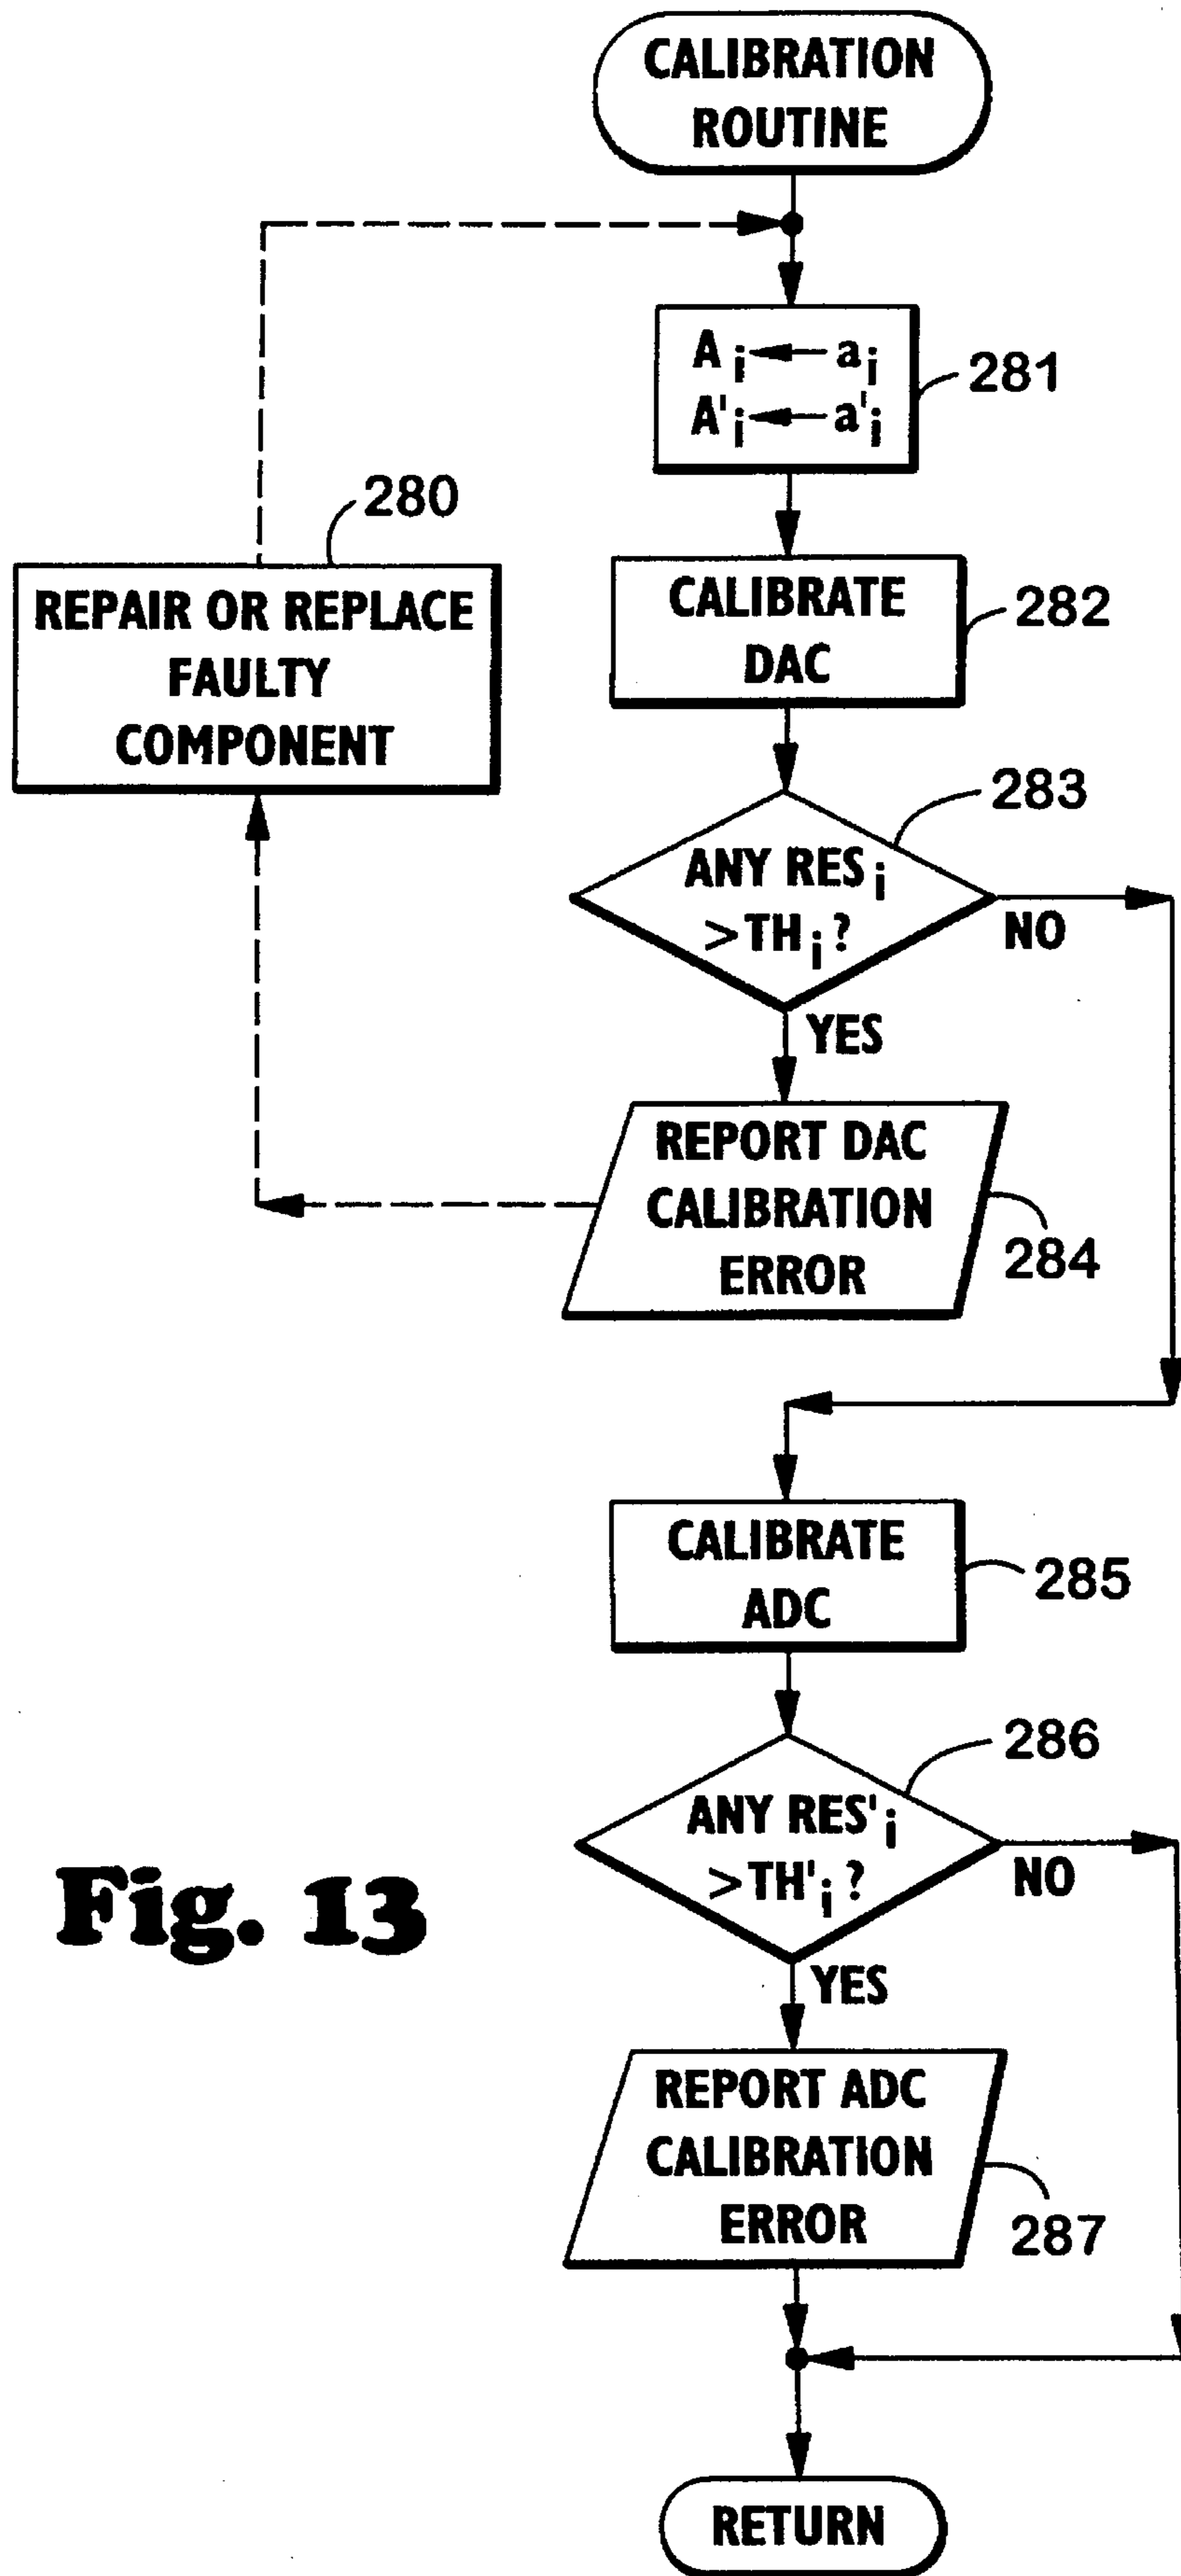 CALIBRATION
ROUTINE
A i ← a i
A' i ← a' i
281
280
REPAIR OR REPLACE
FAULTY
COMPONENT
CALIBRATE
DAC
282
283
ANY RES i
> TH i ?
NO
YES
REPORT DAC
CALIBRATION
ERROR
284
CALIBRATE
ADC
285
286
ANY RES' i
> TH' i ?
NO
YES
Fig. 13
REPORT ADC
CALIBRATION
ERROR
287
RETURN